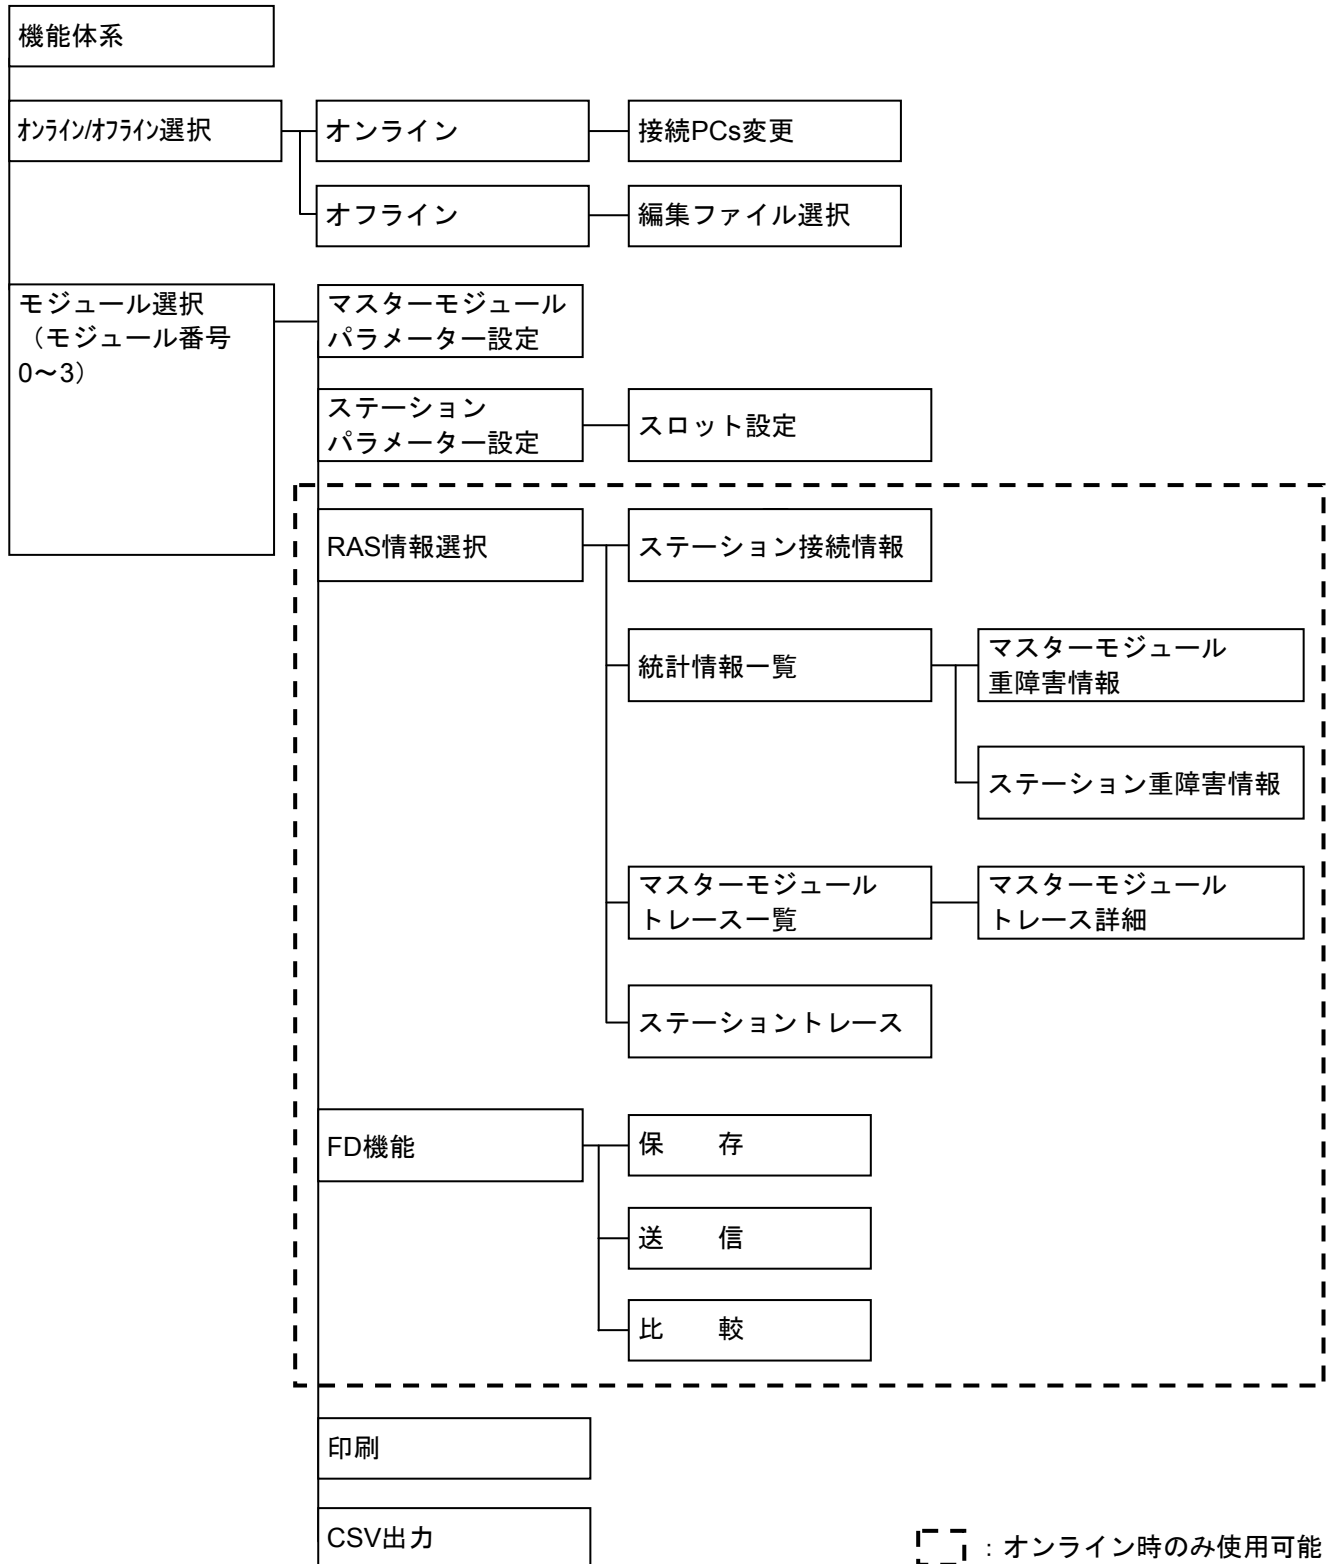 機能体系
ｵﾝﾗｲﾝ/ｵﾌﾗｲﾝ選択
オンライン
接続PCs変更
オフライン
編集ファイル選択
モジュール選択
（モジュール番号
0～3）
マスターモジュール
パラメーター設定
ステーション
パラメーター設定
スロット設定
RAS情報選択
ステーション接続情報
統計情報一覧
マスターモジュール
重障害情報
ステーション重障害情報
マスターモジュール
トレース一覧
マスターモジュール
トレース詳細
ステーショントレース
FD機能
保　　存
送　　信
比　　較
印刷
CSV出力
：オンライン時のみ使用可能